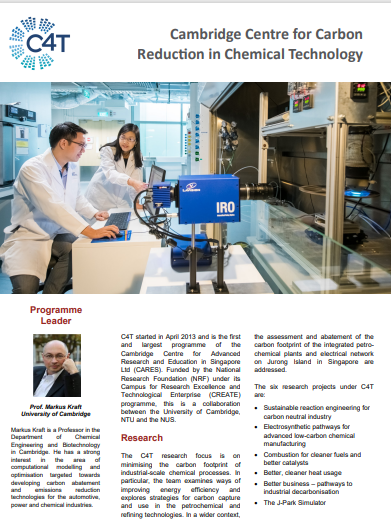 C4T
Cambridge Centre for Carbon
Reduction in Chemical Technology
IRO
Programme
Leader
Prof. Markus Kraft
University of Cambridge
Markus Kraft is a Professor in the
Department of Chemical
Engineering and Biotechnology
in Cambridge. He has a strong
interest in the area of
computational modelling and
optimisation targeted towards
developing carbon abatement
and emissions reduction
technologies for the automotive,
power and chemical industries.
C4T started in April 2013 and is the first
and largest programme of the
Cambridge Centre for Advanced
Research and Education in Singapore
Ltd (CARES). Funded by the National
Research Foundation (NRF) under its
Campus for Research Excellence and
Technological Enterprise (CREATE)
programme, this is a collaboration
between the University of Cambridge,
NTU and the NUS.
Research
The C4T research focus is on
minimising the carbon footprint of
industrial-scale chemical processes. In
particular, the team examines ways of
improving energy efficiency and
explores strategies for carbon capture
and use in the petrochemical and
refining technologies. In a wider context,
the assessment and abatement of the
carbon footprint of the integrated petro-
chemical plants and electrical network
on Jurong Island in Singapore are
addressed.
The six research projects under C4T
are:
• Sustainable reaction engineering for
carbon neutral industry
• Electrosynthetic pathways for
advanced low-carbon chemical
manufacturing
• Combustion for cleaner fuels and
better catalysts
• Better, cleaner heat usage
• Better business – pathways to
industrial decarbonisation
• The J-Park Simulator